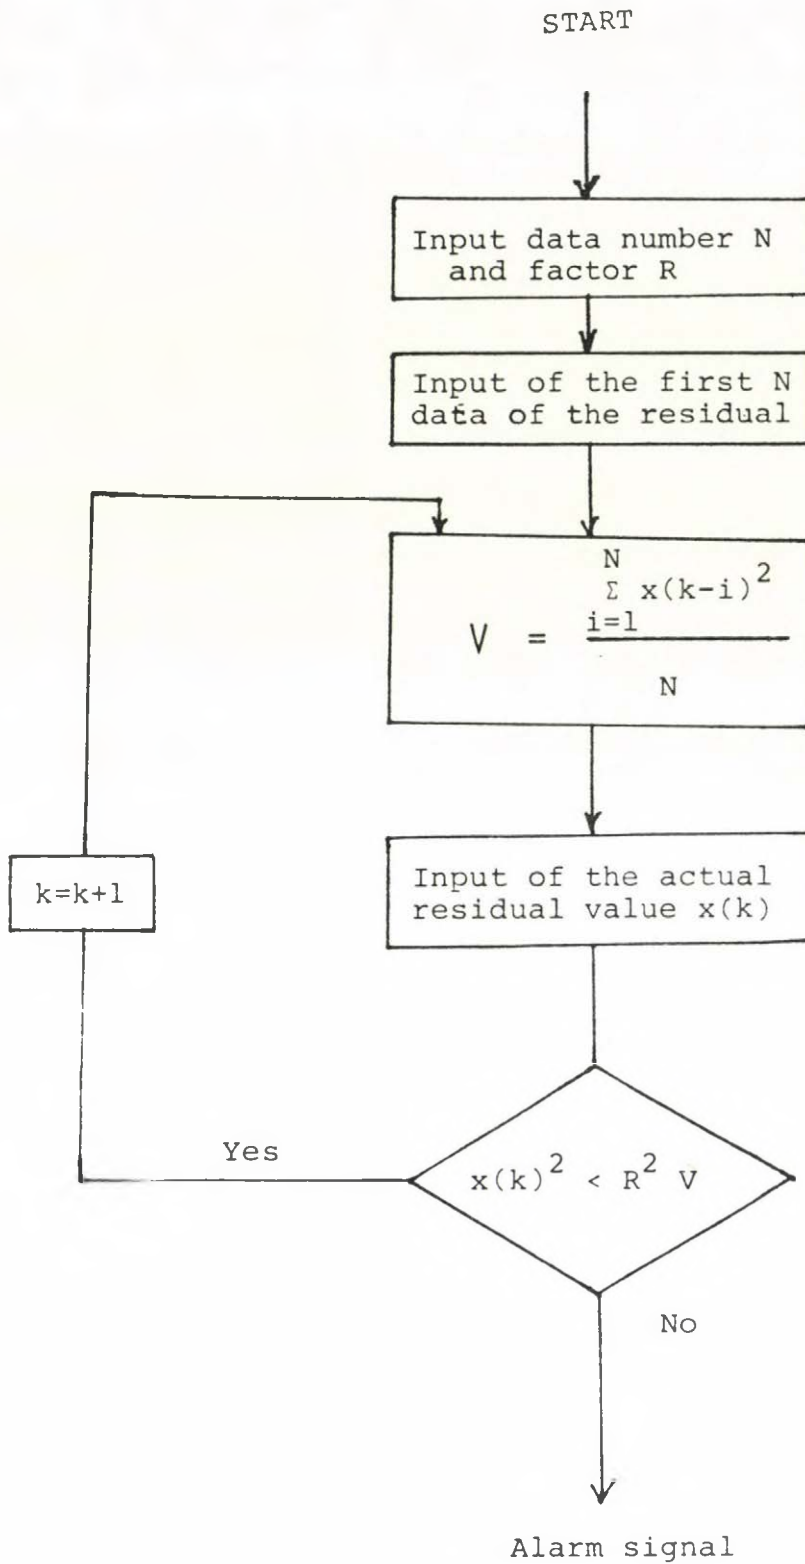 START
Input data number N
and factor R
Input of the first N
data of the residual
N
Σ x(k-i)²
i=1
V =
N
Input of the actual
residual value x(k)
k=k+1
Yes
x(k)² < R² V
No
Alarm signal